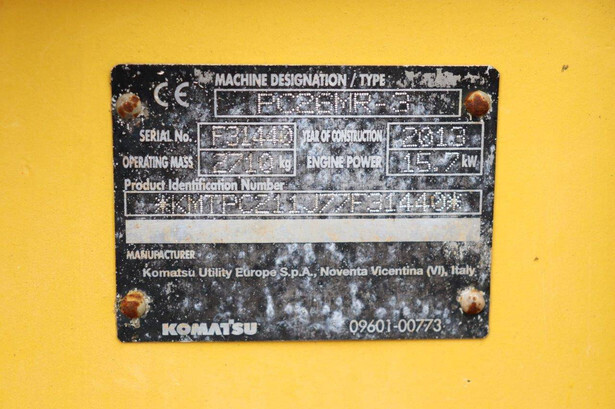 CE
MACHINE DESIGNATION / TYPE
PC26MR-3
SERIAL No. F31440 YEAR OF CONSTRUCTION 2013
OPERATING MASS 2710 kg ENGINE POWER 15.7 kW
Product Identification Number
*KMTPCZ11J77F31440*
MANUFACTURER
Komatsu Utility Europe S.p.A., Noventa Vicentina (VI), Italy
KOMATSU 09601-00773